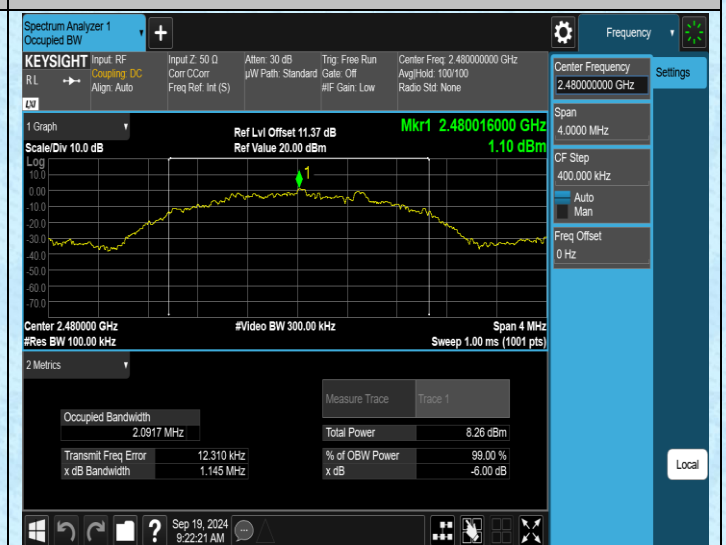 Spectrum Analyzer 1
Occupied BW
+
Frequency
KEYSIGHT
RL
LXI
Input: RF
Coupling: DC
Align: Auto
Input Z: 50 Ω
Corr CCorr
Freq Ref: Int (S)
Atten: 30 dB
µW Path: Standard
Trig: Free Run
Gate: Off
#IF Gain: Low
Center Freq: 2.480000000 GHz
Avg|Hold: 100/100
Radio Std: None
Center Frequency
2.480000000 GHz
Settings
Span
4.0000 MHz
CF Step
400.000 kHz
Auto
Man
Freq Offset
0 Hz
1 Graph
Scale/Div 10.0 dB
Ref Lvl Offset 11.37 dB
Ref Value 20.00 dBm
Mkr1 2.480016000 GHz
1.10 dBm
Log
10.0
0.00
-10.0
-20.0
-30.0
-40.0
-50.0
-60.0
-70.0
1
Center 2.480000 GHz
#Res BW 100.00 kHz
#Video BW 300.00 kHz
Span 4 MHz
Sweep 1.00 ms (1001 pts)
2 Metrics
Measure Trace Trace 1
Occupied Bandwidth
2.0917 MHz
Total Power 8.26 dBm
Transmit Freq Error 12.310 kHz
% of OBW Power 99.00 %
x dB Bandwidth 1.145 MHz
x dB -6.00 dB
Local
?
Sep 19, 2024
9:22:21 AM